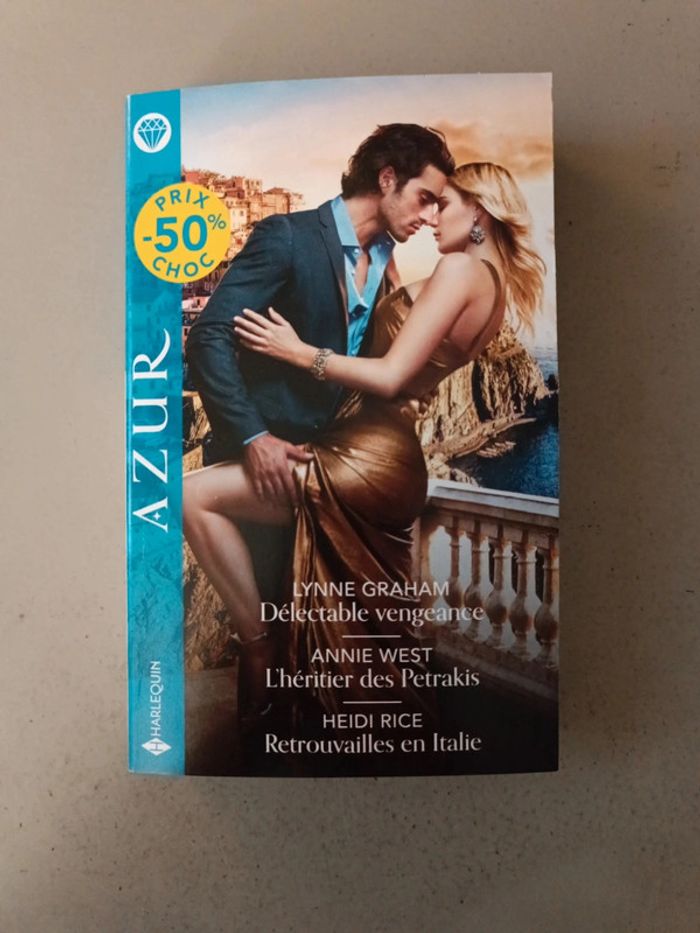 PRIX
-50%
CHOC
AZUR
LYNNE GRAHAM
Délectable vengeance
ANNIE WEST
L'héritier des Petrakis
HEIDI RICE
Retrouvailles en Italie
HARLEQUIN